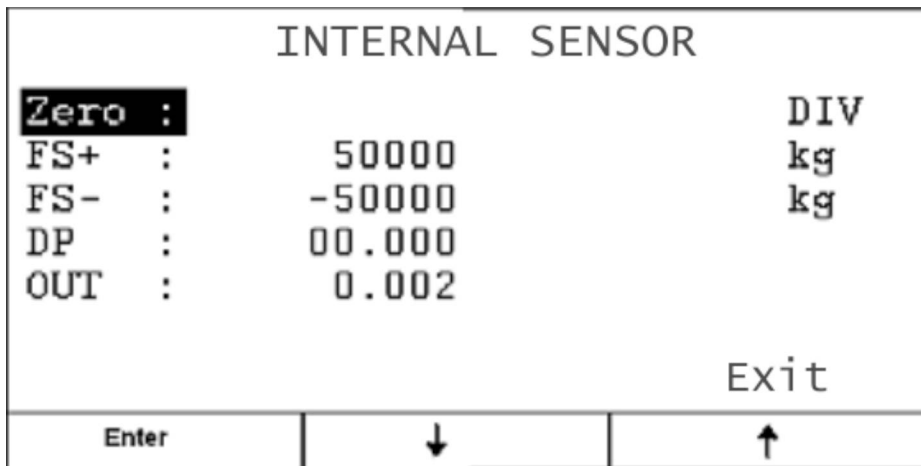 INTERNAL SENSOR
Zero : DIV
FS+ : 50000 kg
FS- : -50000 kg
DP : 00.000
OUT : 0.002
Exit
Enter ↓ ↑